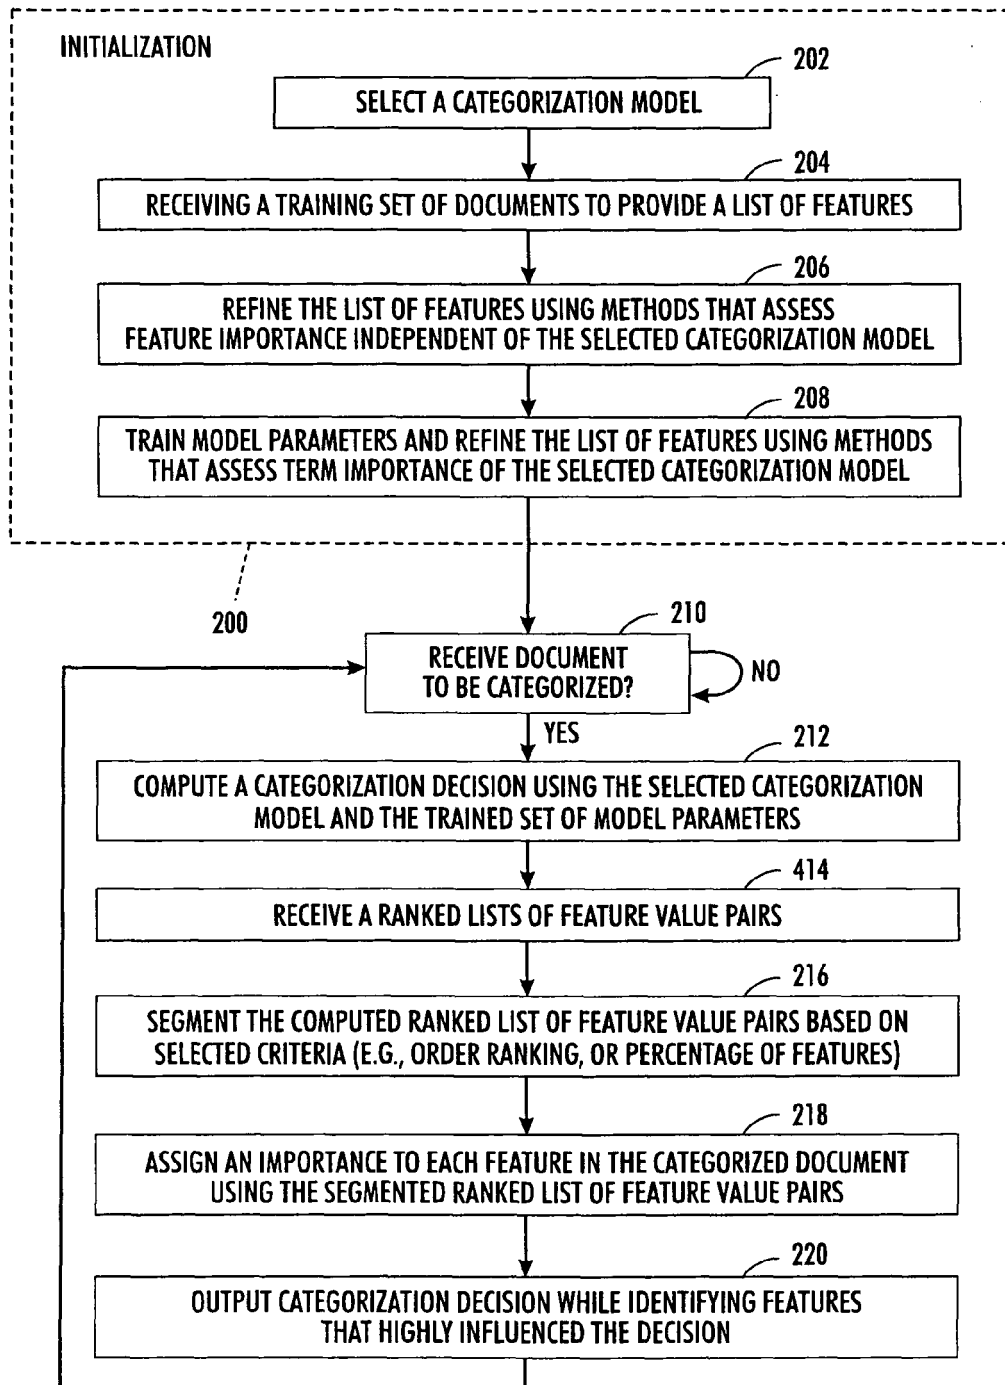 INITIALIZATION
202
SELECT A CATEGORIZATION MODEL
204
RECEIVING A TRAINING SET OF DOCUMENTS TO PROVIDE A LIST OF FEATURES
206
REFINE THE LIST OF FEATURES USING METHODS THAT ASSESS
FEATURE IMPORTANCE INDEPENDENT OF THE SELECTED CATEGORIZATION MODEL
208
TRAIN MODEL PARAMETERS AND REFINE THE LIST OF FEATURES USING METHODS
THAT ASSESS TERM IMPORTANCE OF THE SELECTED CATEGORIZATION MODEL
200
210
RECEIVE DOCUMENT
TO BE CATEGORIZED?
NO
YES
212
COMPUTE A CATEGORIZATION DECISION USING THE SELECTED CATEGORIZATION
MODEL AND THE TRAINED SET OF MODEL PARAMETERS
414
RECEIVE A RANKED LISTS OF FEATURE VALUE PAIRS
216
SEGMENT THE COMPUTED RANKED LIST OF FEATURE VALUE PAIRS BASED ON
SELECTED CRITERIA (E.G., ORDER RANKING, OR PERCENTAGE OF FEATURES)
218
ASSIGN AN IMPORTANCE TO EACH FEATURE IN THE CATEGORIZED DOCUMENT
USING THE SEGMENTED RANKED LIST OF FEATURE VALUE PAIRS
220
OUTPUT CATEGORIZATION DECISION WHILE IDENTIFYING FEATURES
THAT HIGHLY INFLUENCED THE DECISION